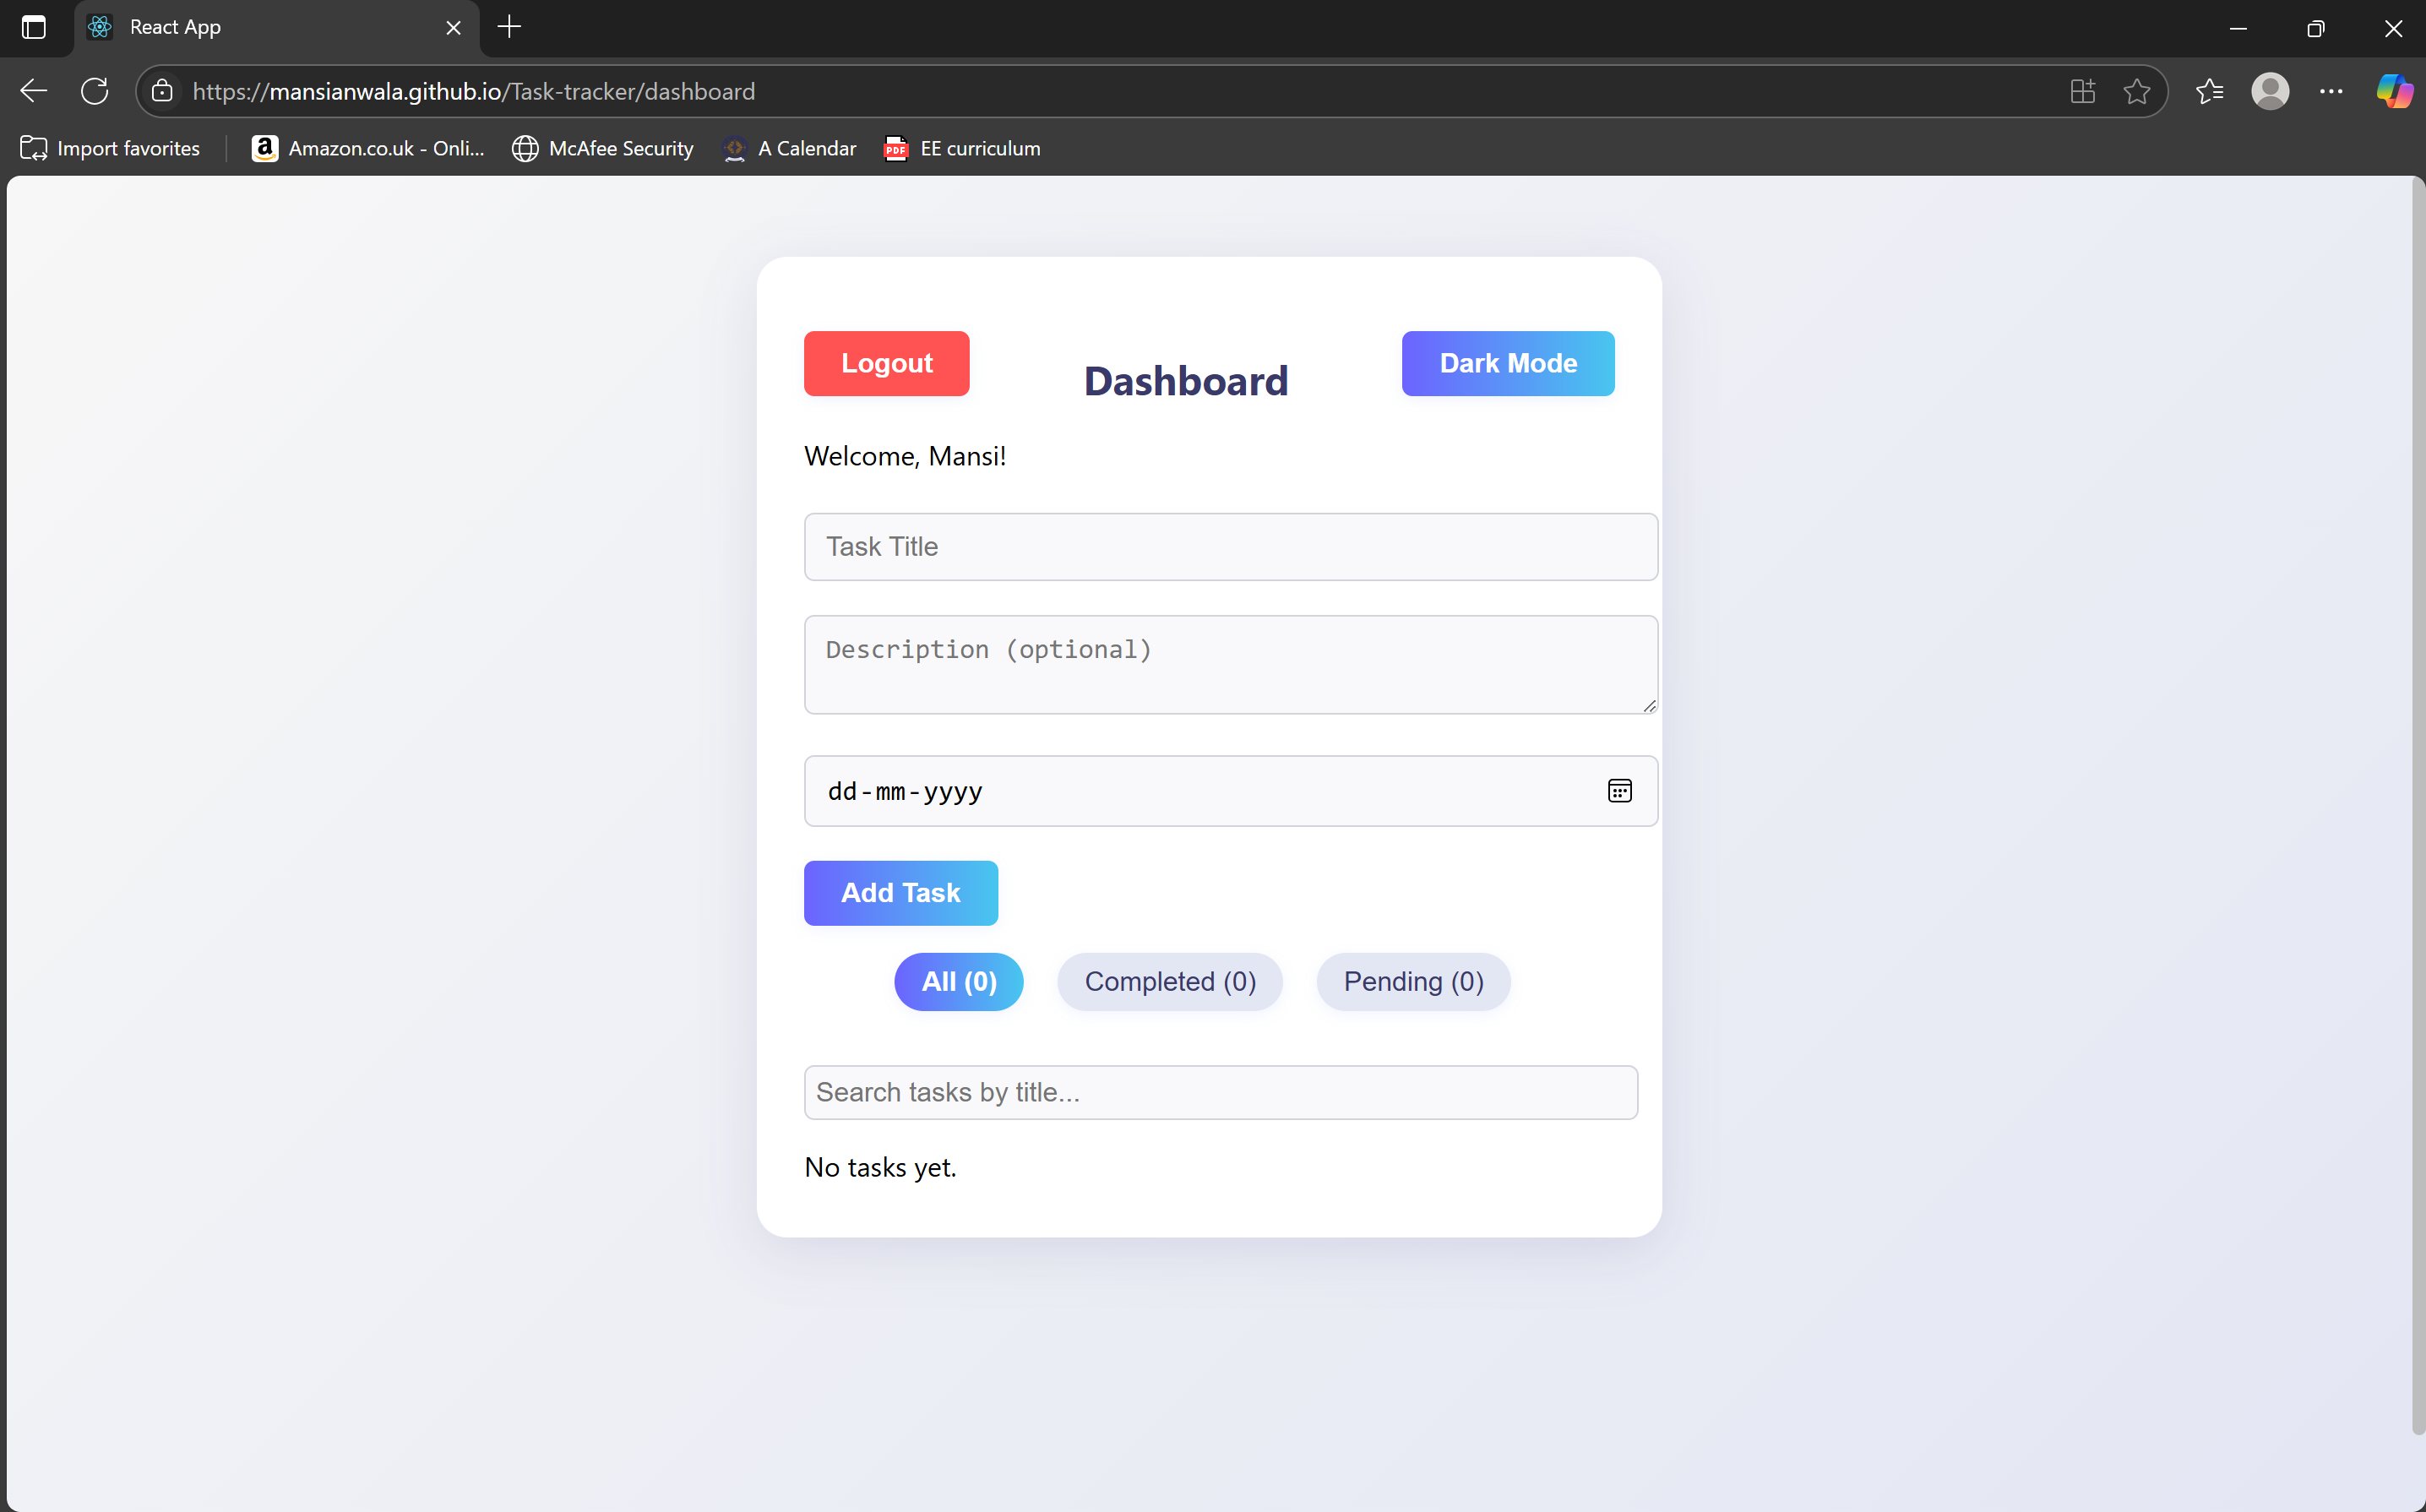 React App
https://mansianwala.github.io/Task-tracker/dashboard
Import favorites
Amazon.co.uk - Onli...
McAfee Security
A Calendar
PDF
EE curriculum
Logout
Dashboard
Dark Mode
Welcome, Mansi!
Task Title
Description (optional)
dd-mm-yyyy
Add Task
All (0)
Completed (0)
Pending (0)
Search tasks by title...
No tasks yet.